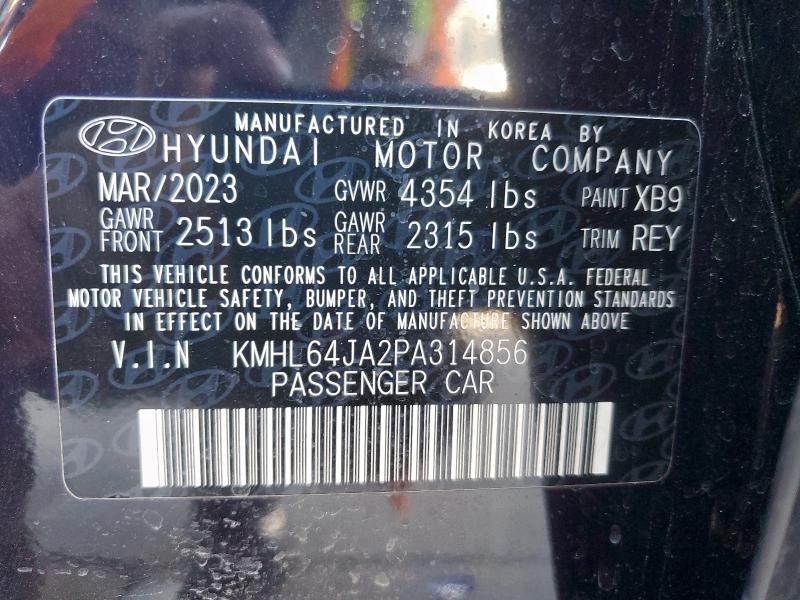 MANUFACTURED IN KOREA BY
HYUNDAI MOTOR COMPANY
MAR/2023 GVWR 4354 lbs PAINT XB9
GAWR FRONT 2513 lbs GAWR REAR 2315 lbs TRIM REY
THIS VEHICLE CONFORMS TO ALL APPLICABLE U.S.A. FEDERAL
MOTOR VEHICLE SAFETY, BUMPER, AND THEFT PREVENTION STANDARDS
IN EFFECT ON THE DATE OF MANUFACTURE SHOWN ABOVE
V.I.N KMHL64JA2PA314856
PASSENGER CAR